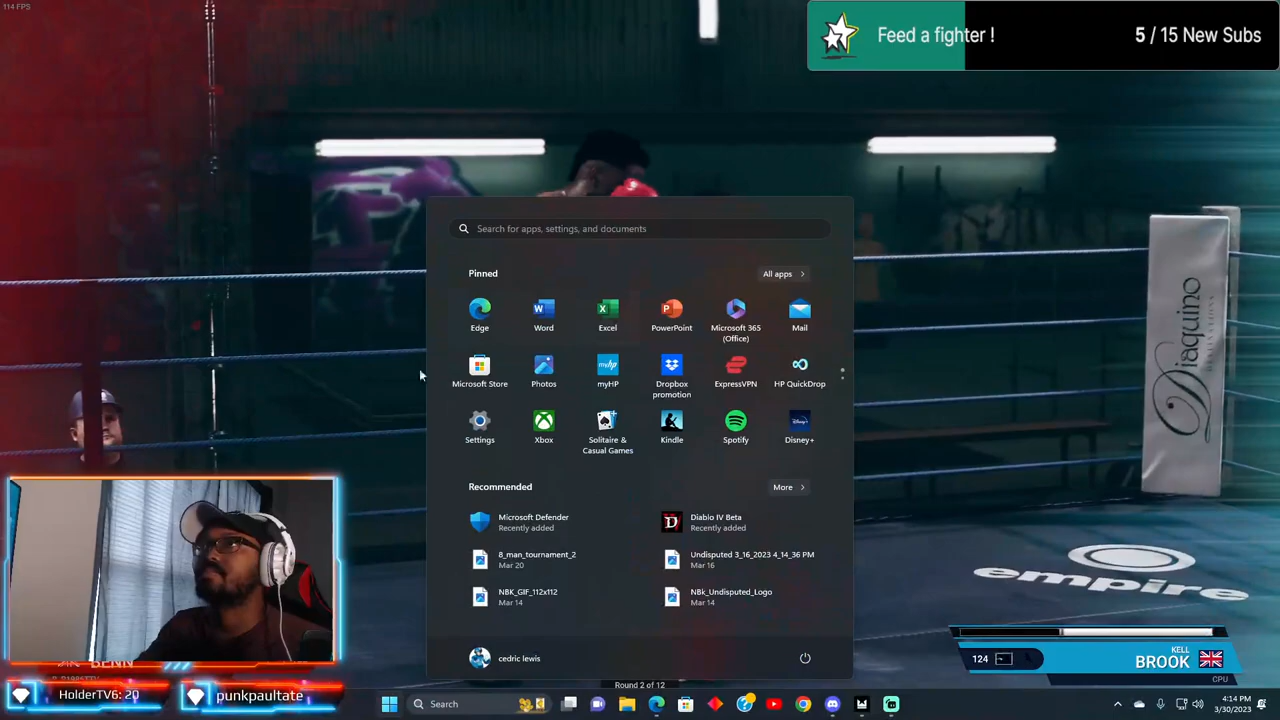 114 FPS
Feed a fighter !
5 / 15 New Subs
Search for apps, settings, and documents
Pinned
All apps
Edge
Word
Excel
PowerPoint
Microsoft 365
(Office)
Mail
Microsoft Store
Photos
myHP
Dropbox
promotion
ExpressVPN
HP QuickDrop
Settings
Xbox
Solitaire &
Casual Games
Kindle
Spotify
Disney+
Recommended
More
Microsoft Defender
Recently added
Diablo IV Beta
Recently added
8_man_tournament_2
Mar 20
Undisputed 3_16_2023 4_14_36 PM
Mar 16
NBK_GIF_112x112
Mar 14
NBk_Undisputed_Logo
Mar 14
cedric lewis
Diaquino
empire
124
KELL
BROOK
CPU
BENN
Round 2 of 12
HolderTV6: 20
punkpaultate
Search
4:14 PM
3/30/2023